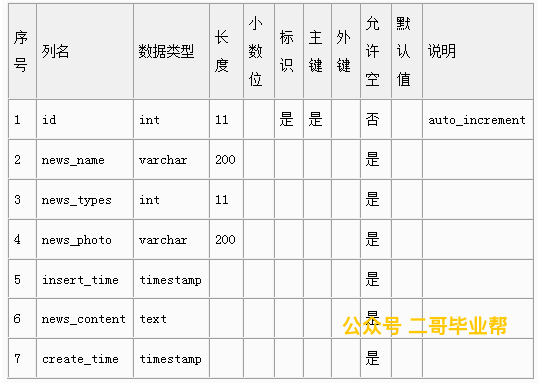 序号 列名 数据类型 长度 小数位 标识 主键 外键 允许空 默认值 说明
1 id int 11 是 是 否 auto_increment
2 news_name varchar 200 是
3 news_types int 11 是
4 news_photo varchar 200 是
5 insert_time timestamp 是
6 news_content text 是
公众号 二哥毕业帮
7 create_time timestamp 是